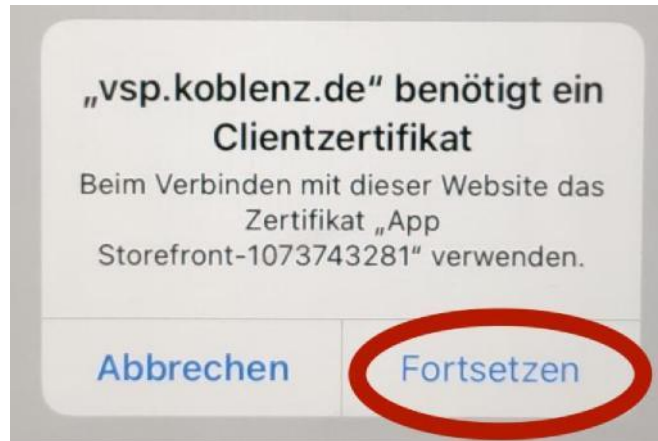 „vsp.koblenz.de“ benötigt ein
Clientzertifikat
Beim Verbinden mit dieser Website das
Zertifikat „App
Storefront-1073743281“ verwenden.
Abbrechen
Fortsetzen